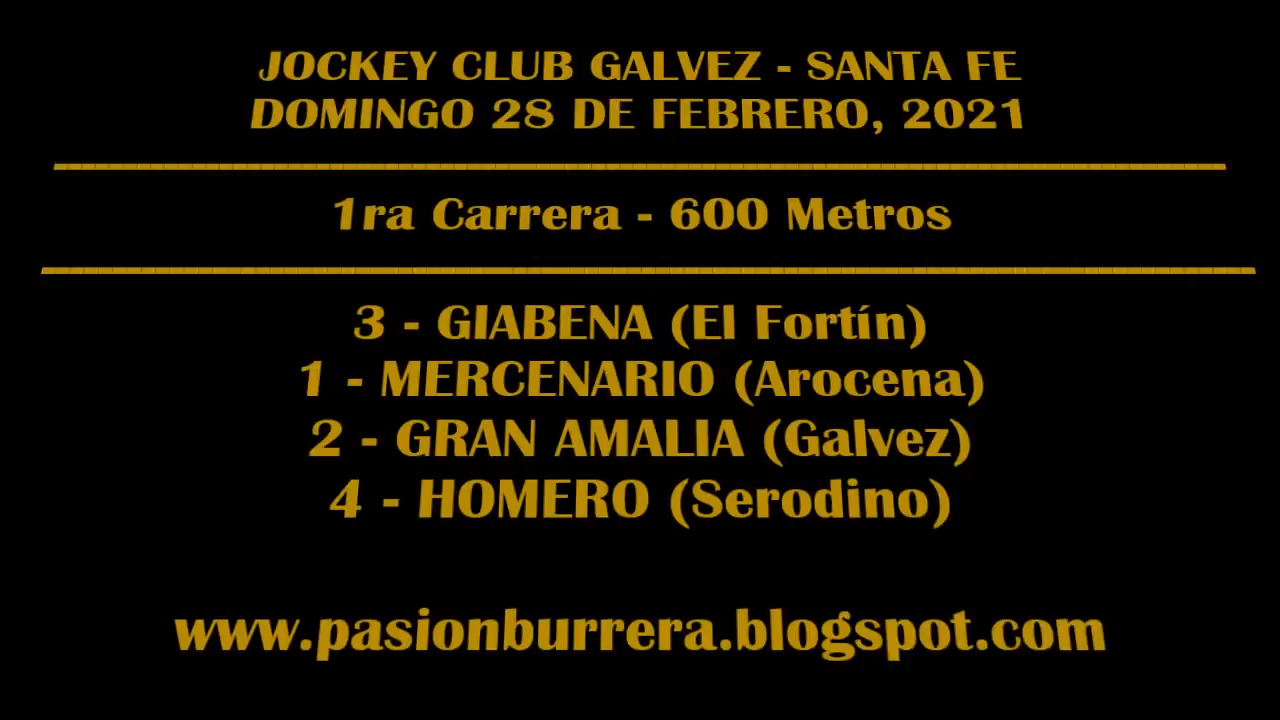 JOCKEY CLUB GALVEZ - SANTA FE
DOMINGO 28 DE FEBRERO, 2021
1ra Carrera - 600 Metros
3 - GIABENA (El Fortín)
1 - MERCENARIO (Arocena)
2 - GRAN AMALIA (Galvez)
4 - HOMERO (Serodino)
www.pasionburrera.blogspot.com